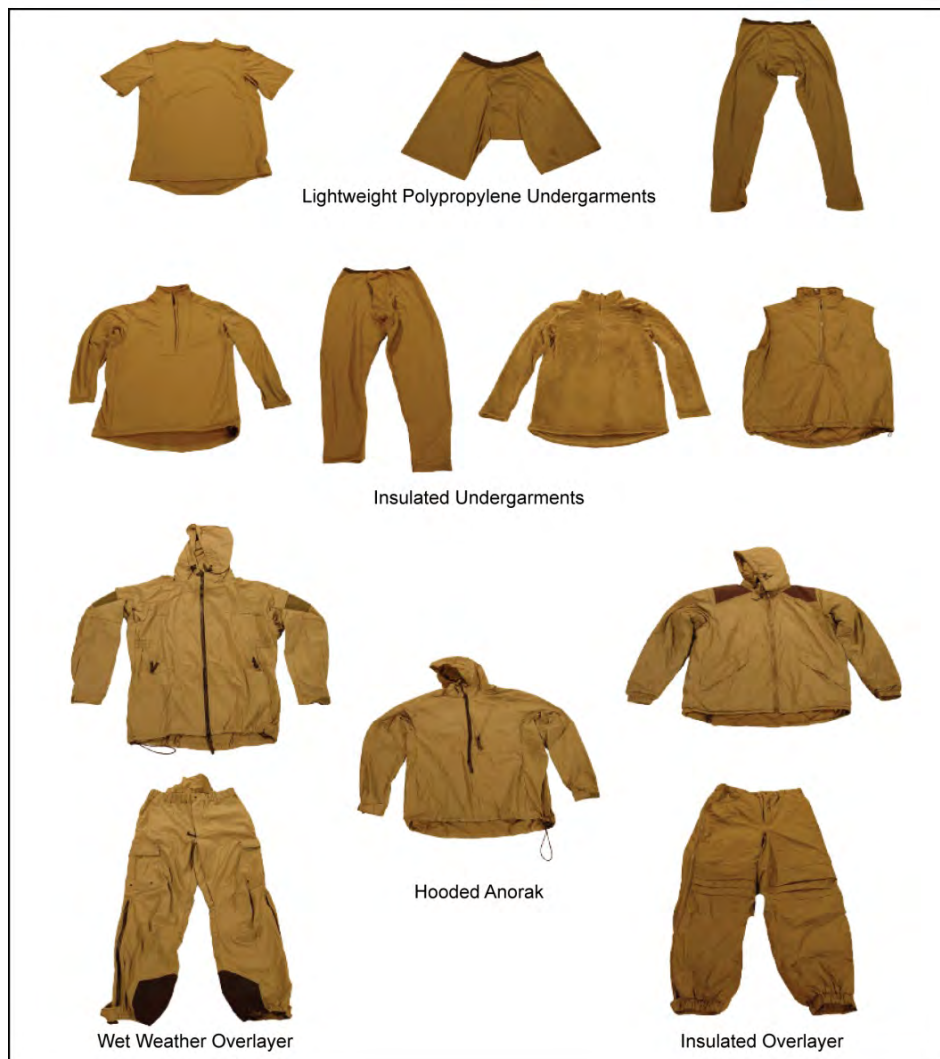 Lightweight Polypropylene Undergarments
Insulated Undergarments
Hooded Anorak
Wet Weather Overlayer
Insulated Overlayer